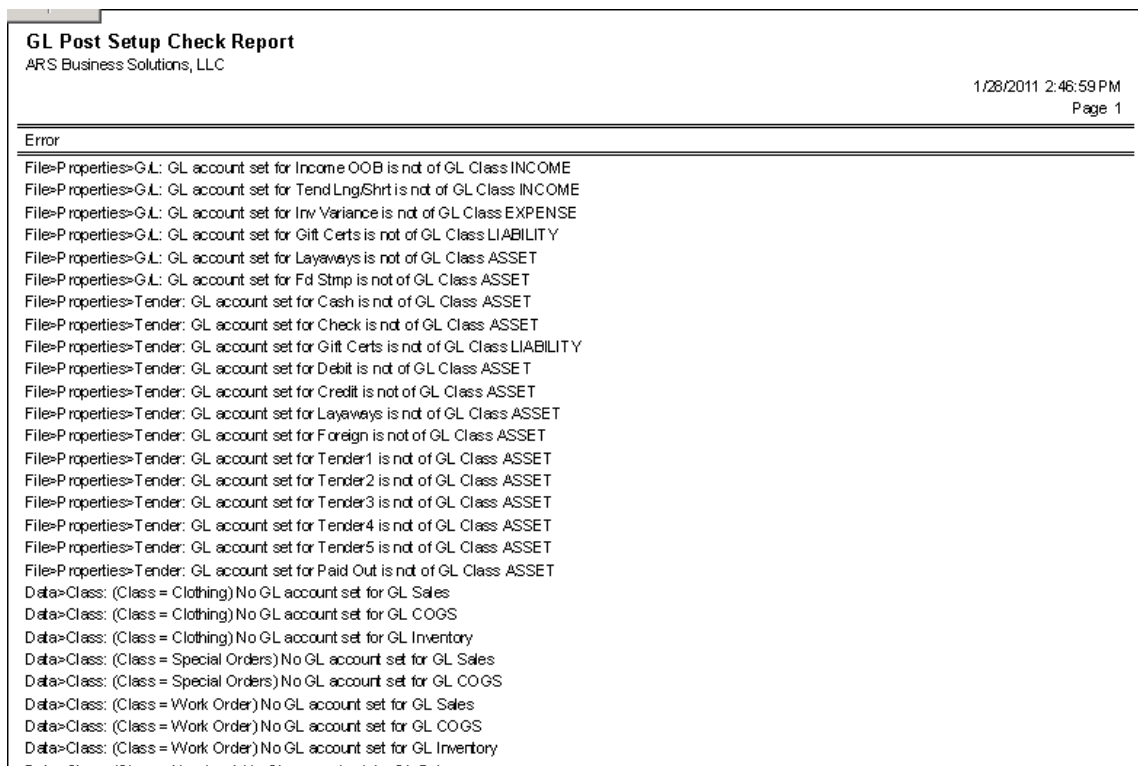 GL Post Setup Check Report
ARS Business Solutions, LLC
1/28/2011 2:46:59 PM
Page 1
Error
File>Properties>G/L: GL account set for Income OOB is not of GL Class INCOME
File>Properties>G/L: GL account set for Tend Lng/Shrt is not of GL Class INCOME
File>Properties>G/L: GL account set for Inv Variance is not of GL Class EXPENSE
File>Properties>G/L: GL account set for Gift Certs is not of GL Class LIABILITY
File>Properties>G/L: GL account set for Layaways is not of GL Class ASSET
File>Properties>G/L: GL account set for Fd Stmp is not of GL Class ASSET
File>Properties>Tender: GL account set for Cash is not of GL Class ASSET
File>Properties>Tender: GL account set for Check is not of GL Class ASSET
File>Properties>Tender: GL account set for Gift Certs is not of GL Class LIABILITY
File>Properties>Tender: GL account set for Debit is not of GL Class ASSET
File>Properties>Tender: GL account set for Credit is not of GL Class ASSET
File>Properties>Tender: GL account set for Layaways is not of GL Class ASSET
File>Properties>Tender: GL account set for Foreign is not of GL Class ASSET
File>Properties>Tender: GL account set for Tender1 is not of GL Class ASSET
File>Properties>Tender: GL account set for Tender2 is not of GL Class ASSET
File>Properties>Tender: GL account set for Tender3 is not of GL Class ASSET
File>Properties>Tender: GL account set for Tender4 is not of GL Class ASSET
File>Properties>Tender: GL account set for Tender5 is not of GL Class ASSET
File>Properties>Tender: GL account set for Paid Out is not of GL Class ASSET
Data>Class: (Class = Clothing) No GL account set for GL Sales
Data>Class: (Class = Clothing) No GL account set for GL COGS
Data>Class: (Class = Clothing) No GL account set for GL Inventory
Data>Class: (Class = Special Orders) No GL account set for GL Sales
Data>Class: (Class = Special Orders) No GL account set for GL COGS
Data>Class: (Class = Work Order) No GL account set for GL Sales
Data>Class: (Class = Work Order) No GL account set for GL COGS
Data>Class: (Class = Work Order) No GL account set for GL Inventory